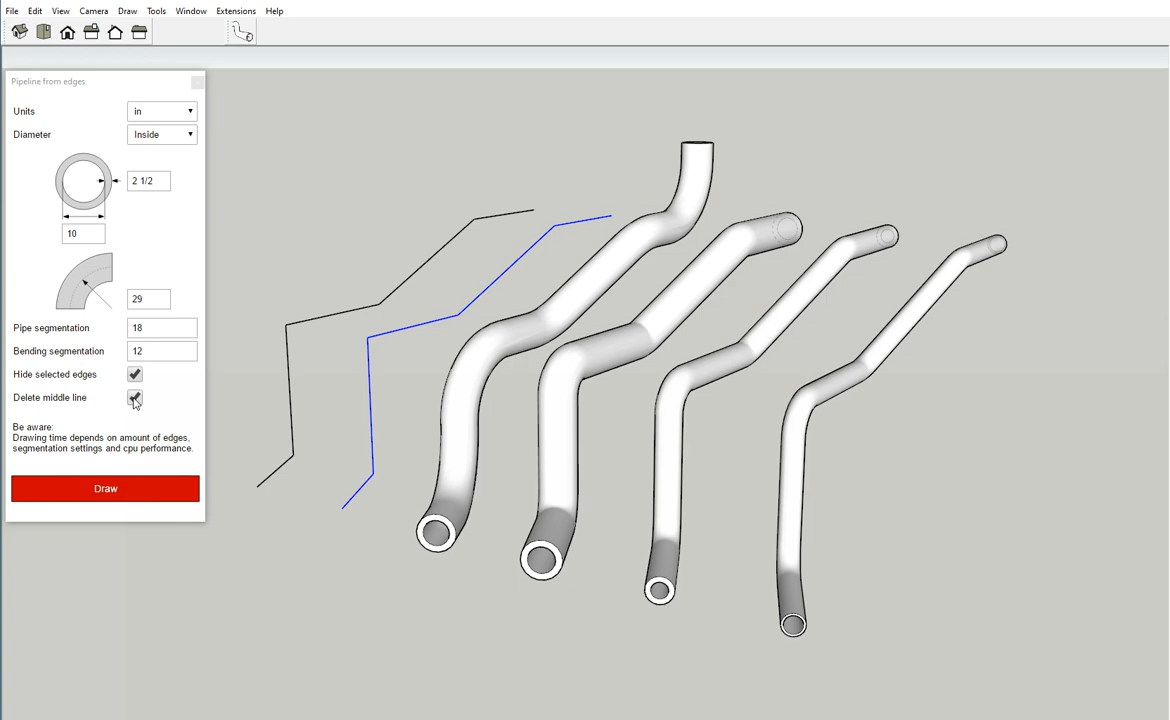 File Edit View Camera Draw Tools Window Extensions Help
Pipeline from edges
Units in
Diameter Inside
2 1/2
10
29
Pipe segmentation 18
Bending segmentation 12
Hide selected edges
Delete middle line
Be aware:
Drawing time depends on amount of edges,
segmentation settings and cpu performance.
Draw